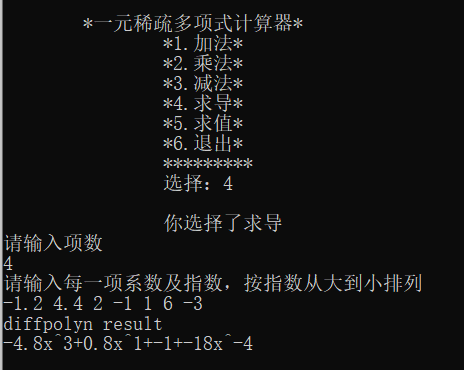 *一元稀疏多项式计算器*
*1.加法*
*2.乘法*
*3.减法*
*4.求导*
*5.求值*
*6.退出*
*********
选择：4
你选择了求导
请输入项数
4
请输入每一项系数及指数，按指数从大到小排列
-1.2 4.4 2 -1 1 6 -3
diffpolyn result
-4.8x^3+0.8x^1+-1+-18x^-4